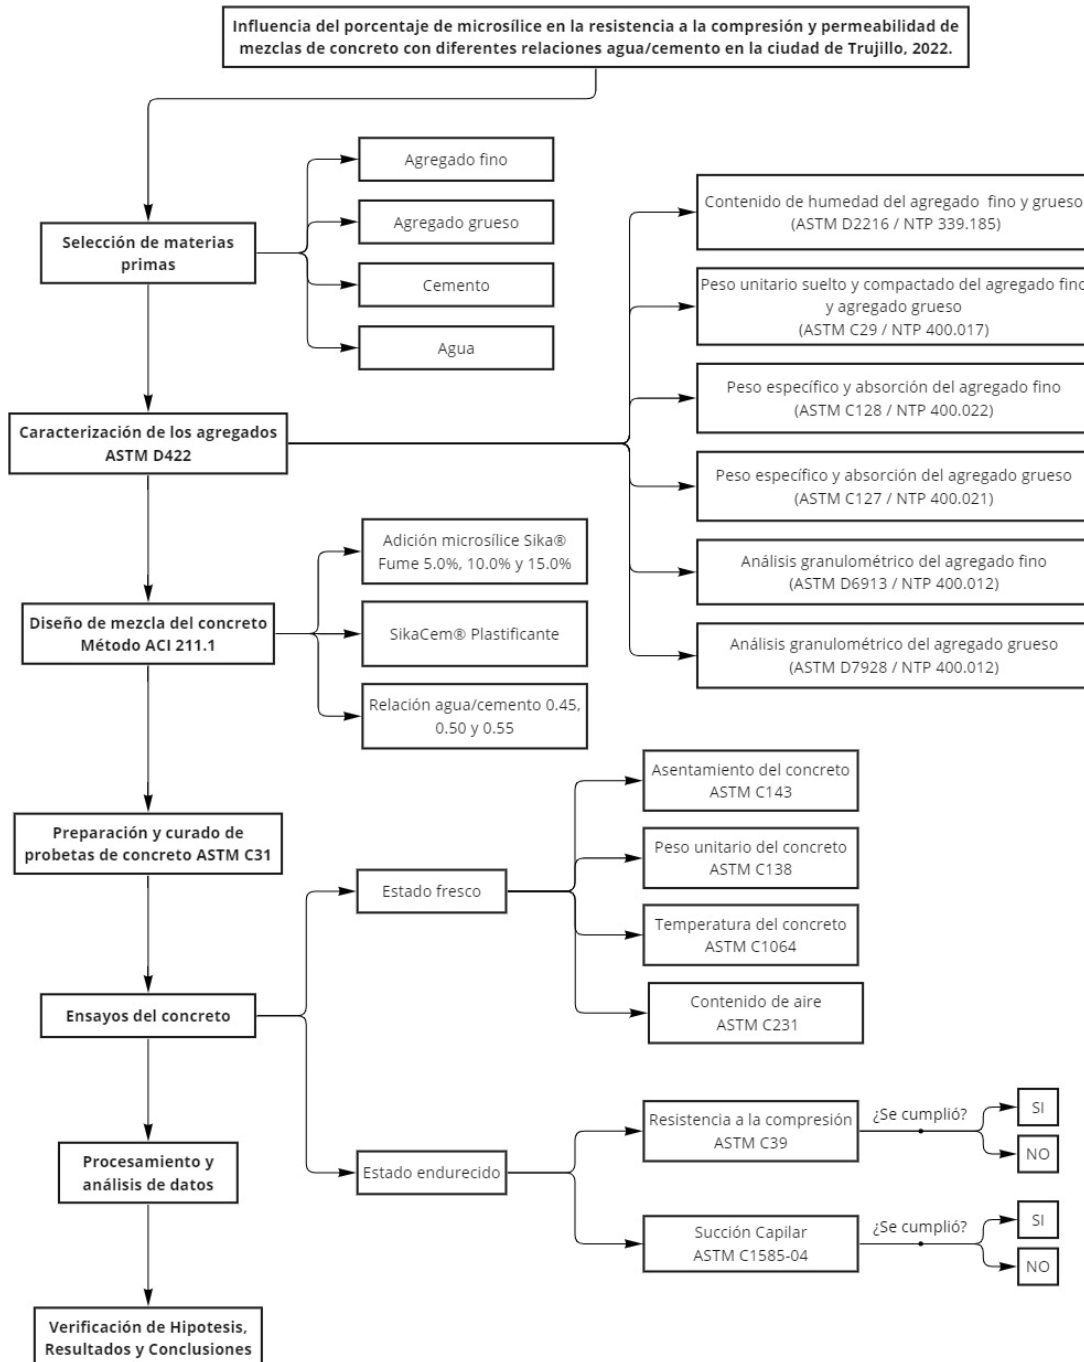 Influencia del porcentaje de microsílice en la resistencia a la compresión y permeabilidad de
mezclas de concreto con diferentes relaciones agua/cemento en la ciudad de Trujillo, 2022.
Selección de materias
primas
Agregado fino
Agregado grueso
Cemento
Agua
Caracterización de los agregados
ASTM D422
Contenido de humedad del agregado fino y grueso
(ASTM D2216 / NTP 339.185)
Peso unitario suelto y compactado del agregado fino
y agregado grueso
(ASTM C29 / NTP 400.017)
Peso específico y absorción del agregado fino
(ASTM C128 / NTP 400.022)
Peso específico y absorción del agregado grueso
(ASTM C127 / NTP 400.021)
Análisis granulométrico del agregado fino
(ASTM D6913 / NTP 400.012)
Análisis granulométrico del agregado grueso
(ASTM D7928 / NTP 400.012)
Diseño de mezcla del concreto
Método ACI 211.1
Adición microsílice Sika®
Fume 5.0%, 10.0% y 15.0%
SikaCem® Plastificante
Relación agua/cemento 0.45,
0.50 y 0.55
Preparación y curado de
probetas de concreto ASTM C31
Ensayos del concreto
Estado fresco
Asentamiento del concreto
ASTM C143
Peso unitario del concreto
ASTM C138
Temperatura del concreto
ASTM C1064
Contenido de aire
ASTM C231
Estado endurecido
Resistencia a la compresión
ASTM C39
¿Se cumplió?
SI
NO
Succión Capilar
ASTM C1585-04
¿Se cumplió?
SI
NO
Procesamiento y
análisis de datos
Verificación de Hipotesis,
Resultados y Conclusiones